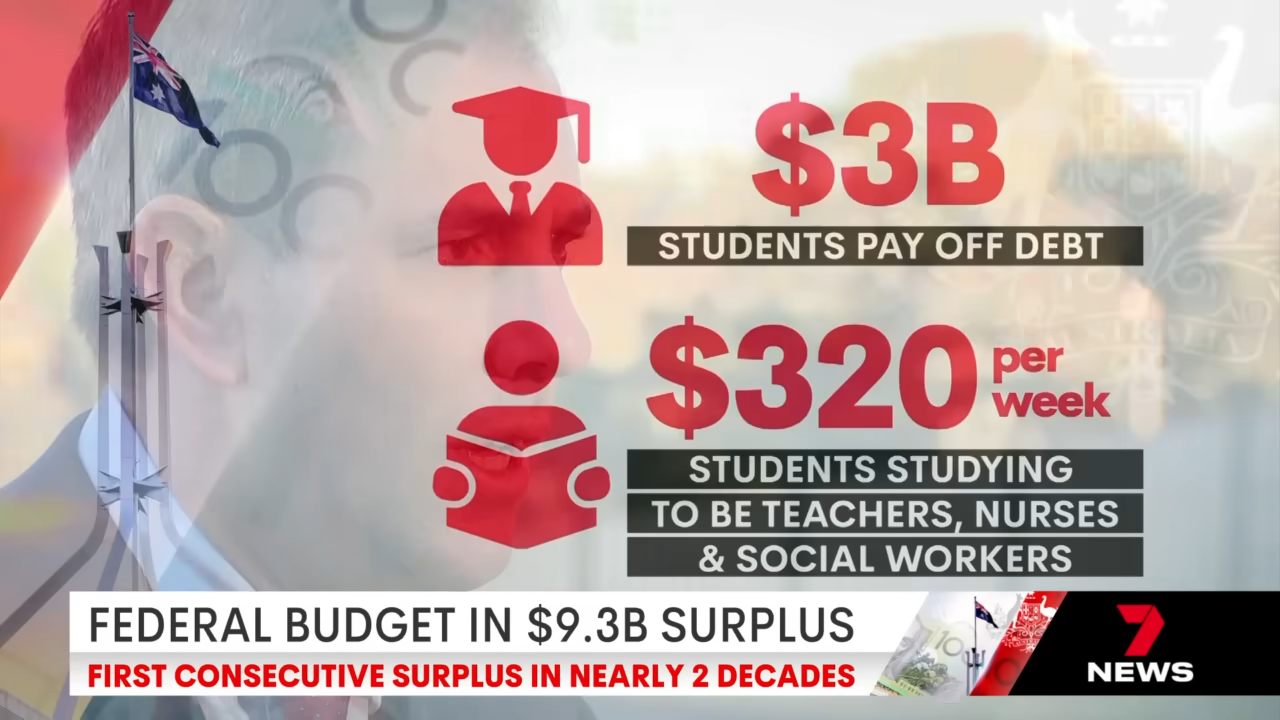 $3B
STUDENTS PAY OFF DEBT
$320 per week
STUDENTS STUDYING
TO BE TEACHERS, NURSES
& SOCIAL WORKERS
FEDERAL BUDGET IN $9.3B SURPLUS
FIRST CONSECUTIVE SURPLUS IN NEARLY 2 DECADES
7
NEWS